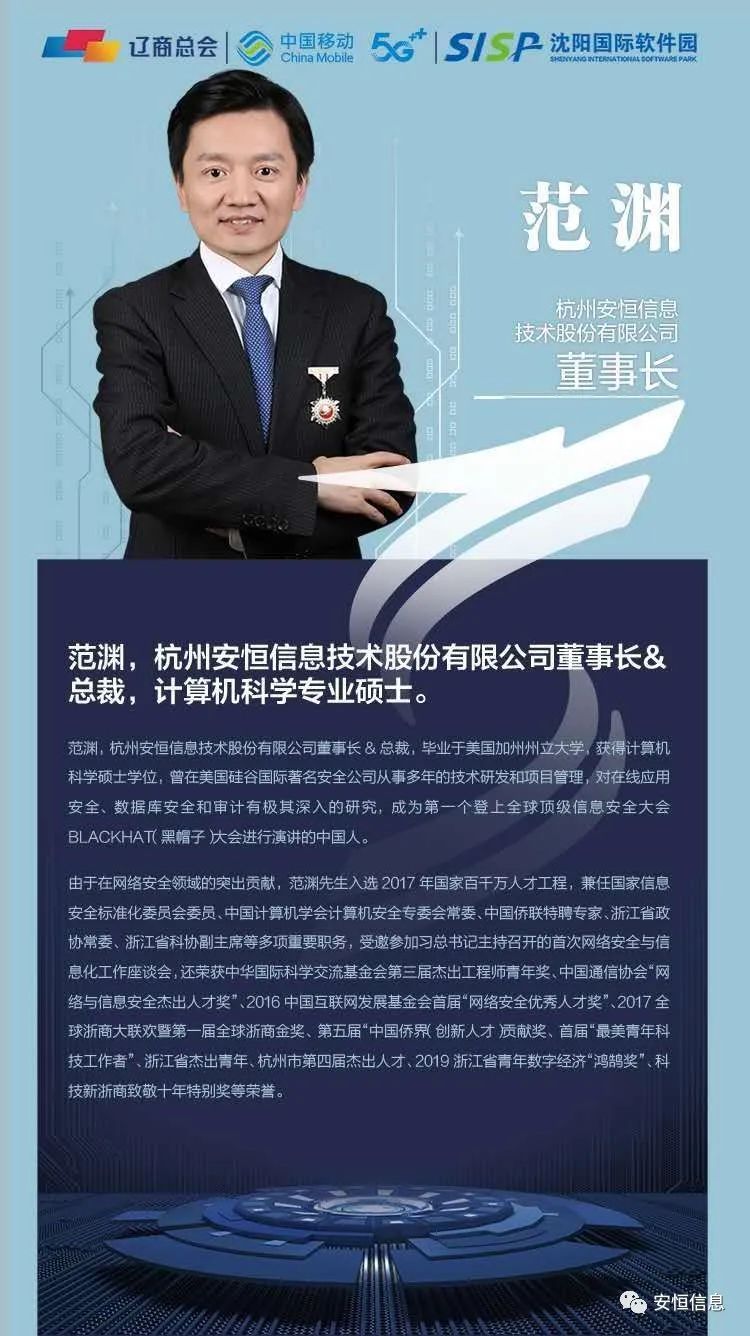 辽商总会 中国移动 China Mobile 5G++ SISP 沈阳国际软件园 SHENYANG INTERNATIONAL SOFTWARE PARK
范渊
杭州安恒信息
技术股份有限公司
董事长
范渊，杭州安恒信息技术股份有限公司董事长&
总裁，计算机科学专业硕士。
范渊，杭州安恒信息技术股份有限公司董事长 & 总裁，毕业于美国加州州立大学，获得计算机
科学硕士学位，曾在美国硅谷国际著名安全公司从事多年的技术研发和项目管理，对在线应用
安全、数据库安全和审计有极其深入的研究，成为第一个登上全球顶级信息安全大会
BLACKHAT(黑帽子)大会进行演讲的中国人。
由于在网络安全领域的突出贡献，范渊先生入选 2017 年国家百千万人才工程，兼任国家信息
安全标准化委员会委员、中国计算机学会计算机安全专委会常委、中国侨联特聘专家、浙江省政
协常委、浙江省科协副主席等多项重要职务，受邀参加习总书记主持召开的首次网络安全与信
息化工作座谈会，还荣获中华国际科学交流基金会第三届杰出工程师青年奖、中国通信协会“网
络与信息安全杰出人才奖”、2016 中国互联网发展基金会首届“网络安全优秀人才奖”、2017 全
球浙商大联欢暨第一届全球浙商金奖、第五届“中国侨界(创新人才)贡献奖、首届“最美青年科
技工作者”、浙江省杰出青年、杭州市第四届杰出人才、2019 浙江省青年数字经济“鸿鹄奖”、科
技新浙商致敬十年特别奖等荣誉。
安恒信息